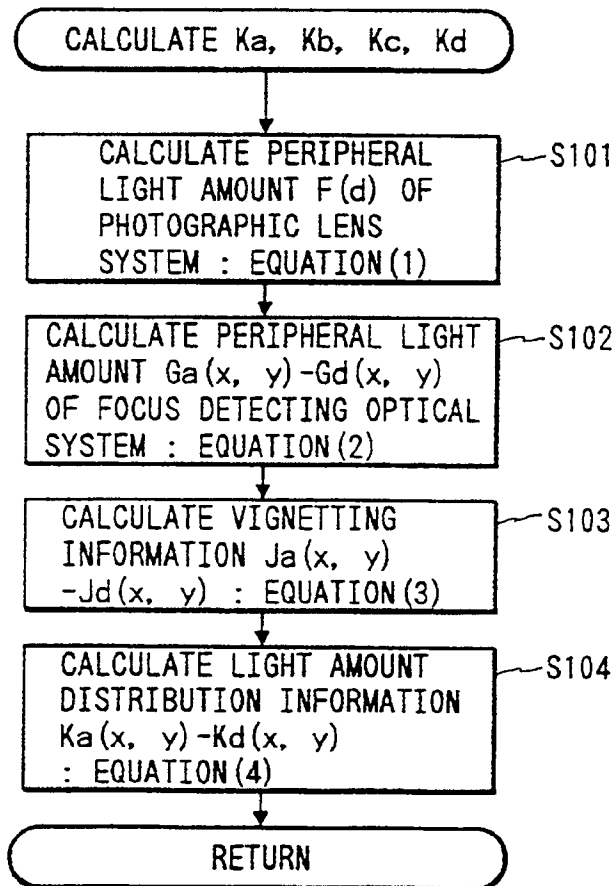 CALCULATE Ka, Kb, Kc, Kd
CALCULATE PERIPHERAL
LIGHT AMOUNT F(d) OF
PHOTOGRAPHIC LENS
SYSTEM : EQUATION(1)
S101
CALCULATE PERIPHERAL LIGHT
AMOUNT Ga(x, y)-Gd(x, y)
OF FOCUS DETECTING OPTICAL
SYSTEM : EQUATION(2)
S102
CALCULATE VIGNETTING
INFORMATION Ja(x, y)
-Jd(x, y) : EQUATION(3)
S103
CALCULATE LIGHT AMOUNT
DISTRIBUTION INFORMATION
Ka(x, y)-Kd(x, y)
: EQUATION(4)
S104
RETURN